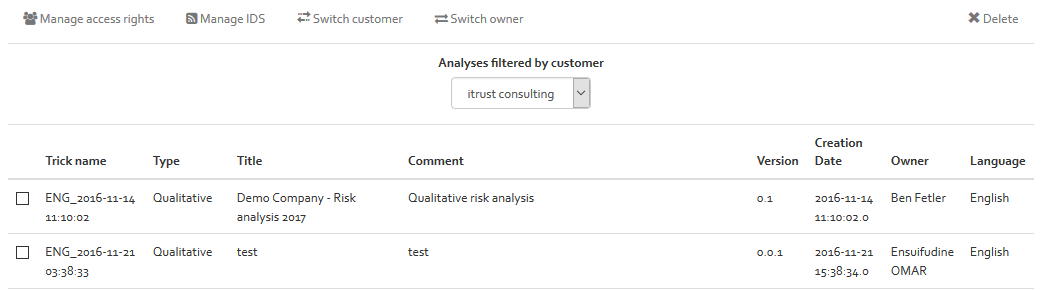 Manage access rights Manage IDS Switch customer Switch owner Delete
Analyses filtered by customer
itrust consulting
Trick name Type Title Comment Version Creation Date Owner Language
ENG_2016-11-14 11:10:02 Qualitative Demo Company - Risk analysis 2017 Qualitative risk analysis 0.1 2016-11-14 11:10:02.0 Ben Fetler English
ENG_2016-11-21 03:38:33 Qualitative test test 0.0.1 2016-11-21 15:38:34.0 Ensuifudine OMAR English